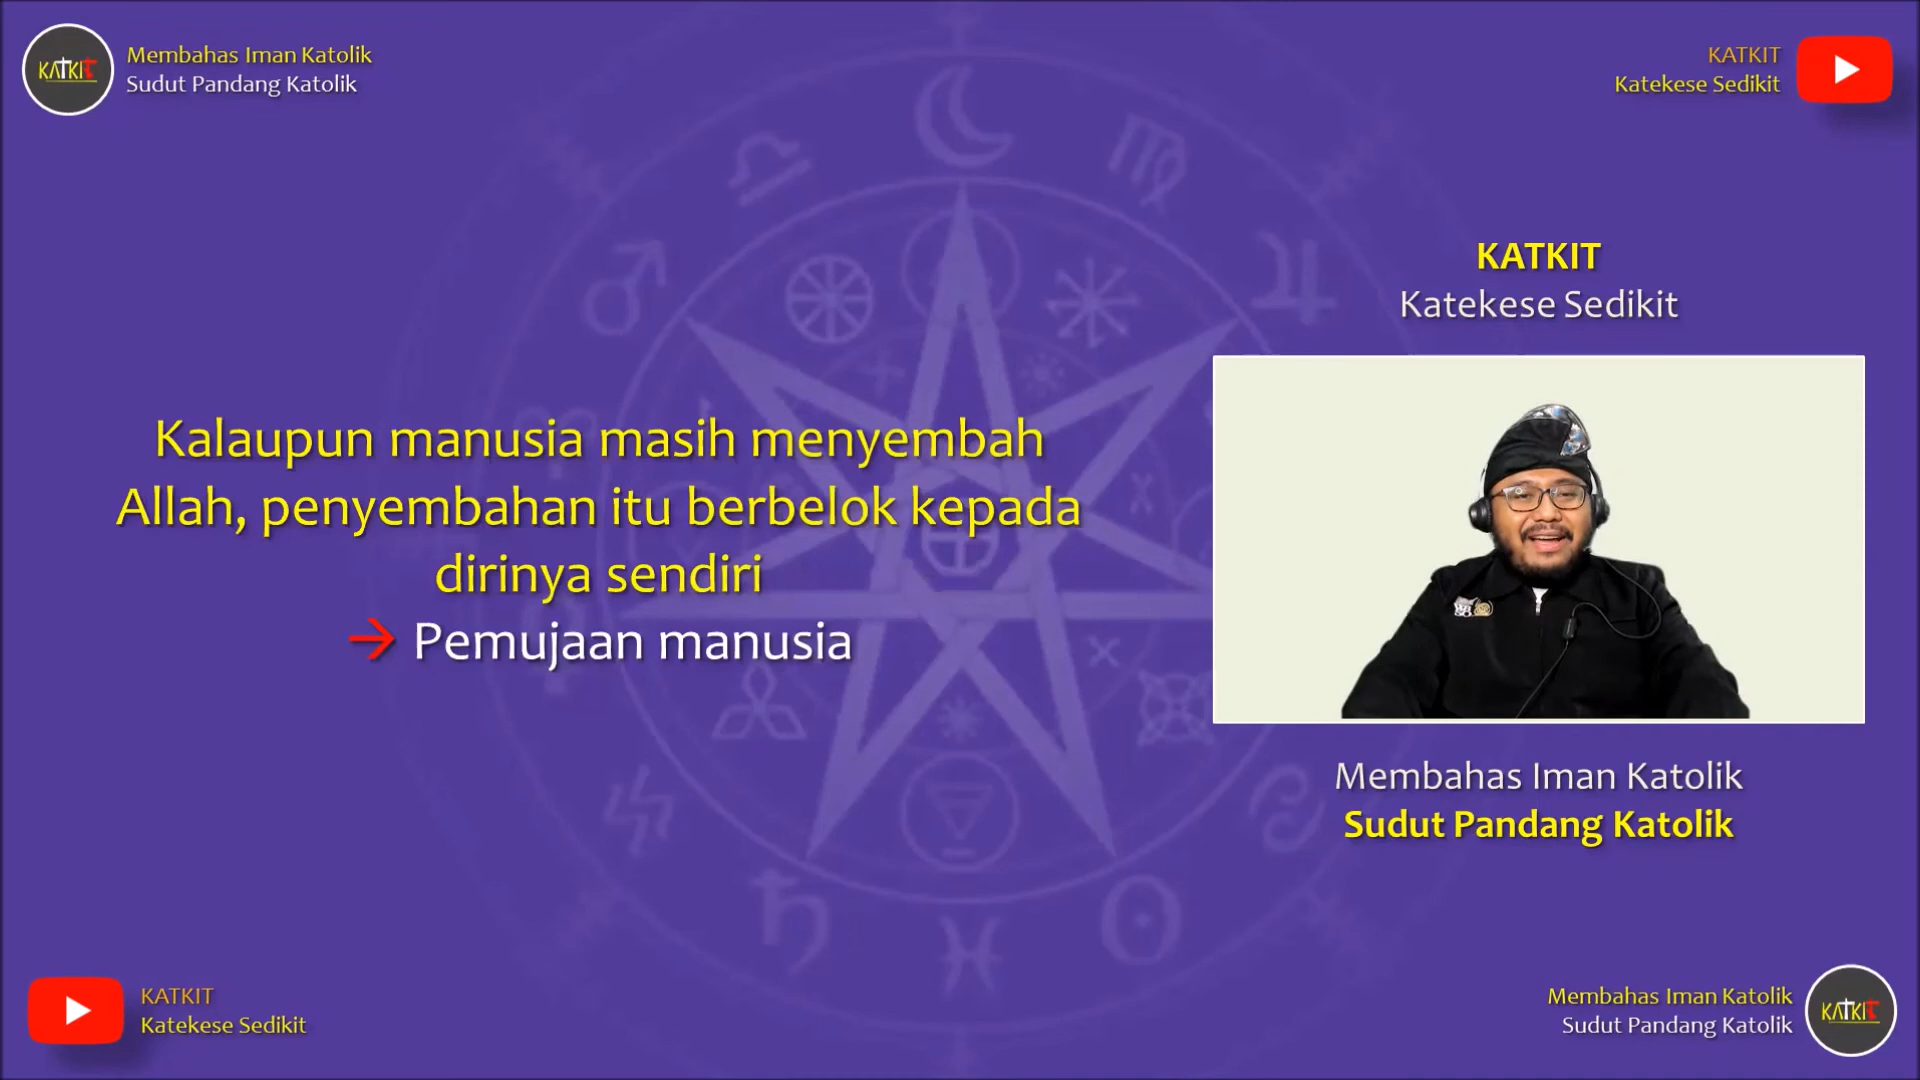 KATKIT
Membahas Iman Katolik
Sudut Pandang Katolik
KATKIT
Katekese Sedikit
Kalaupun manusia masih menyembah
Allah, penyembahan itu berbelok kepada
dirinya sendiri
→ Pemujaan manusia
KATKIT
Katekese Sedikit
Membahas Iman Katolik
Sudut Pandang Katolik
KATKIT
Katekese Sedikit
Membahas Iman Katolik
Sudut Pandang Katolik
KATKIT